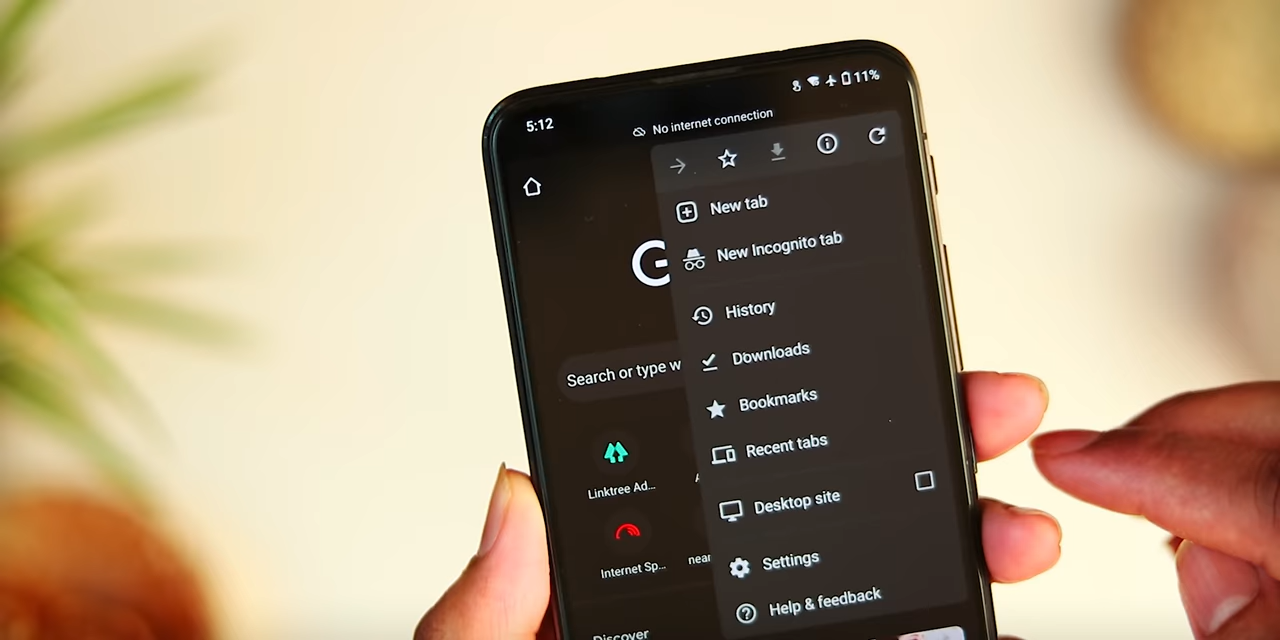 5:12
11%
No internet connection
New tab
New Incognito tab
G
History
Downloads
Search or type w
Bookmarks
Recent tabs
Linktree Ad...
Desktop site
Internet Sp...
near
Settings
Help & feedback
Discover